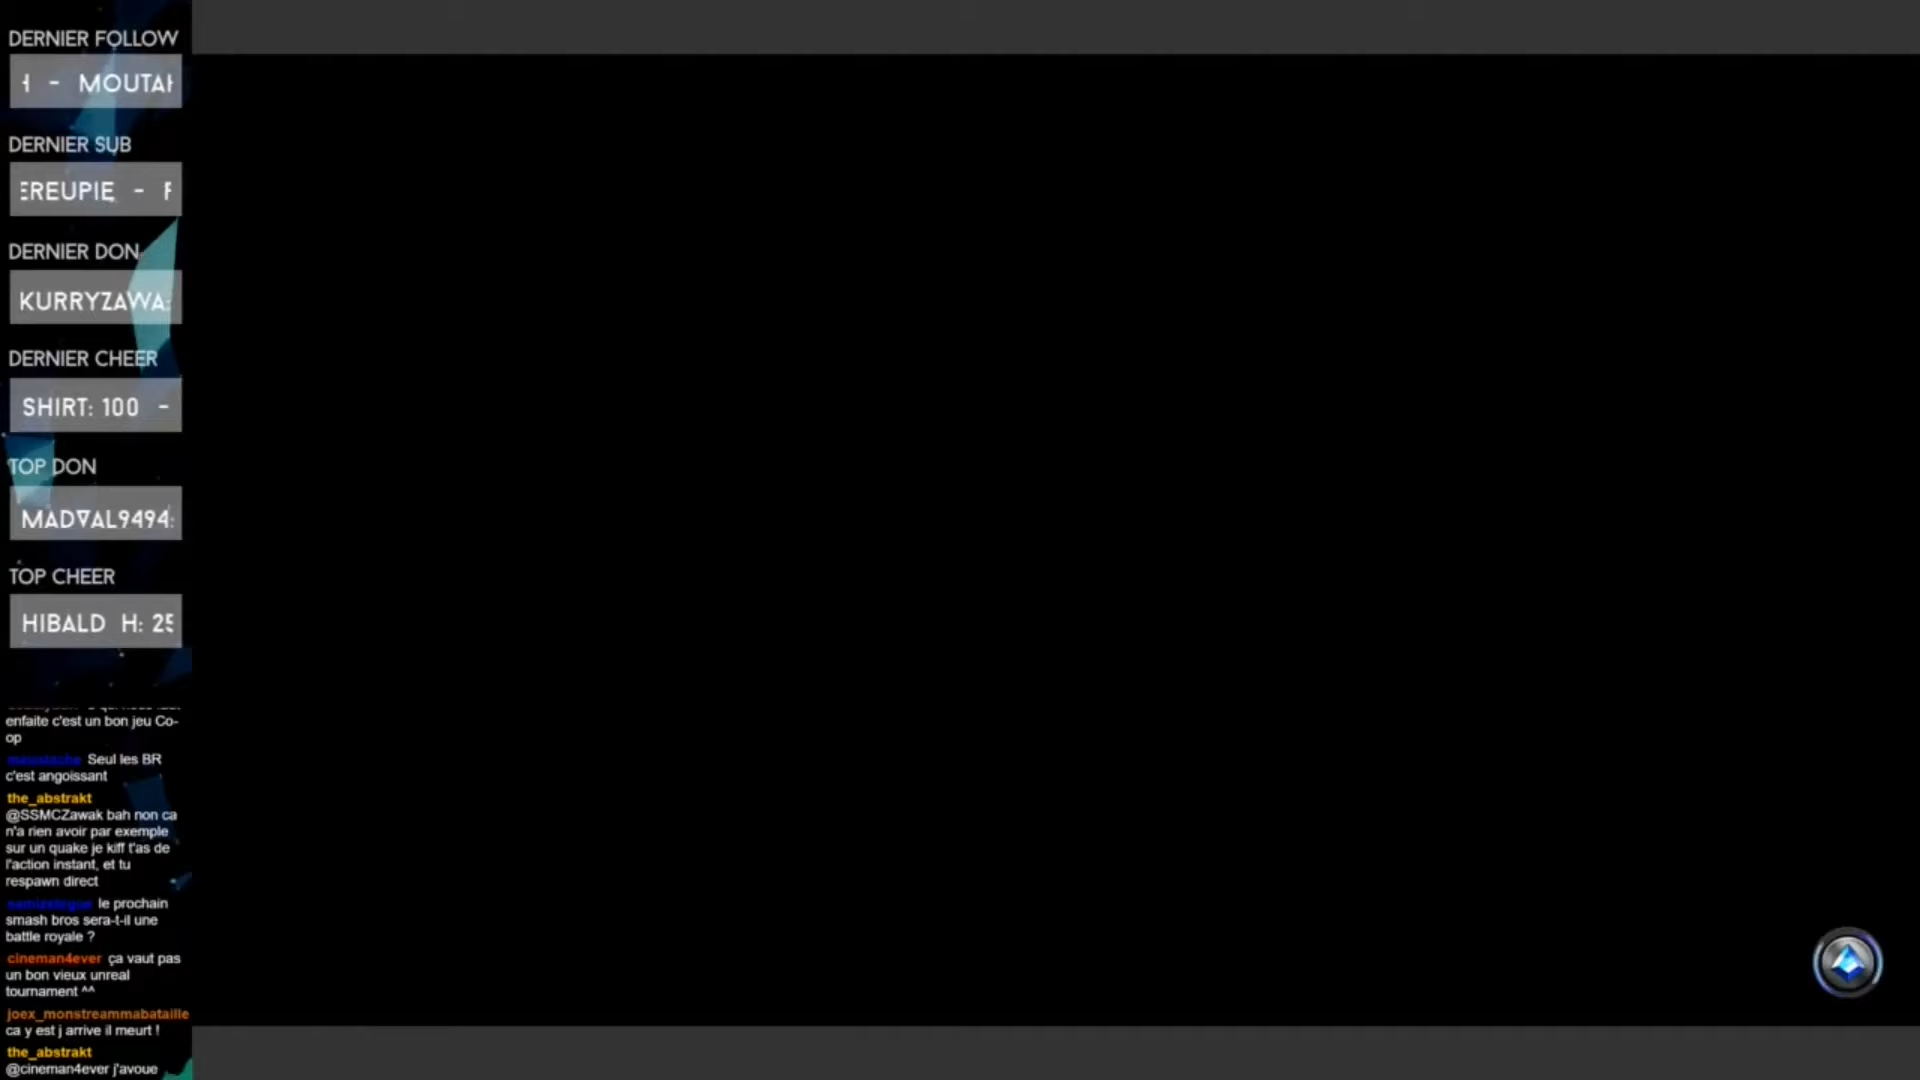 DERNIER FOLLOW
- MOUTAH
DERNIER SUB
EREUPIE - F
DERNIER DON
KURRYZAWA:
DERNIER CHEER
SHIRT: 100 -
TOP DON
MADVAL9494:
TOP CHEER
HIBALD H: 25
enfaite c'est un bon jeu Co-
op
Seul les BR
c'est angoissant
the_abstrakt
@SSMCZawak bah non ca
n'a rien avoir par exemple
sur un quake je kiff t'as de
l'action instant, et tu
respawn direct
le prochain
smash bros sera-t-il une
battle royale ?
cineman4ever ça vaut pas
un bon vieux unreal
tournament ^^
joex_monstreammabataille
ca y est j arrive il meurt !
the_abstrakt
@cineman4ever j'avoue